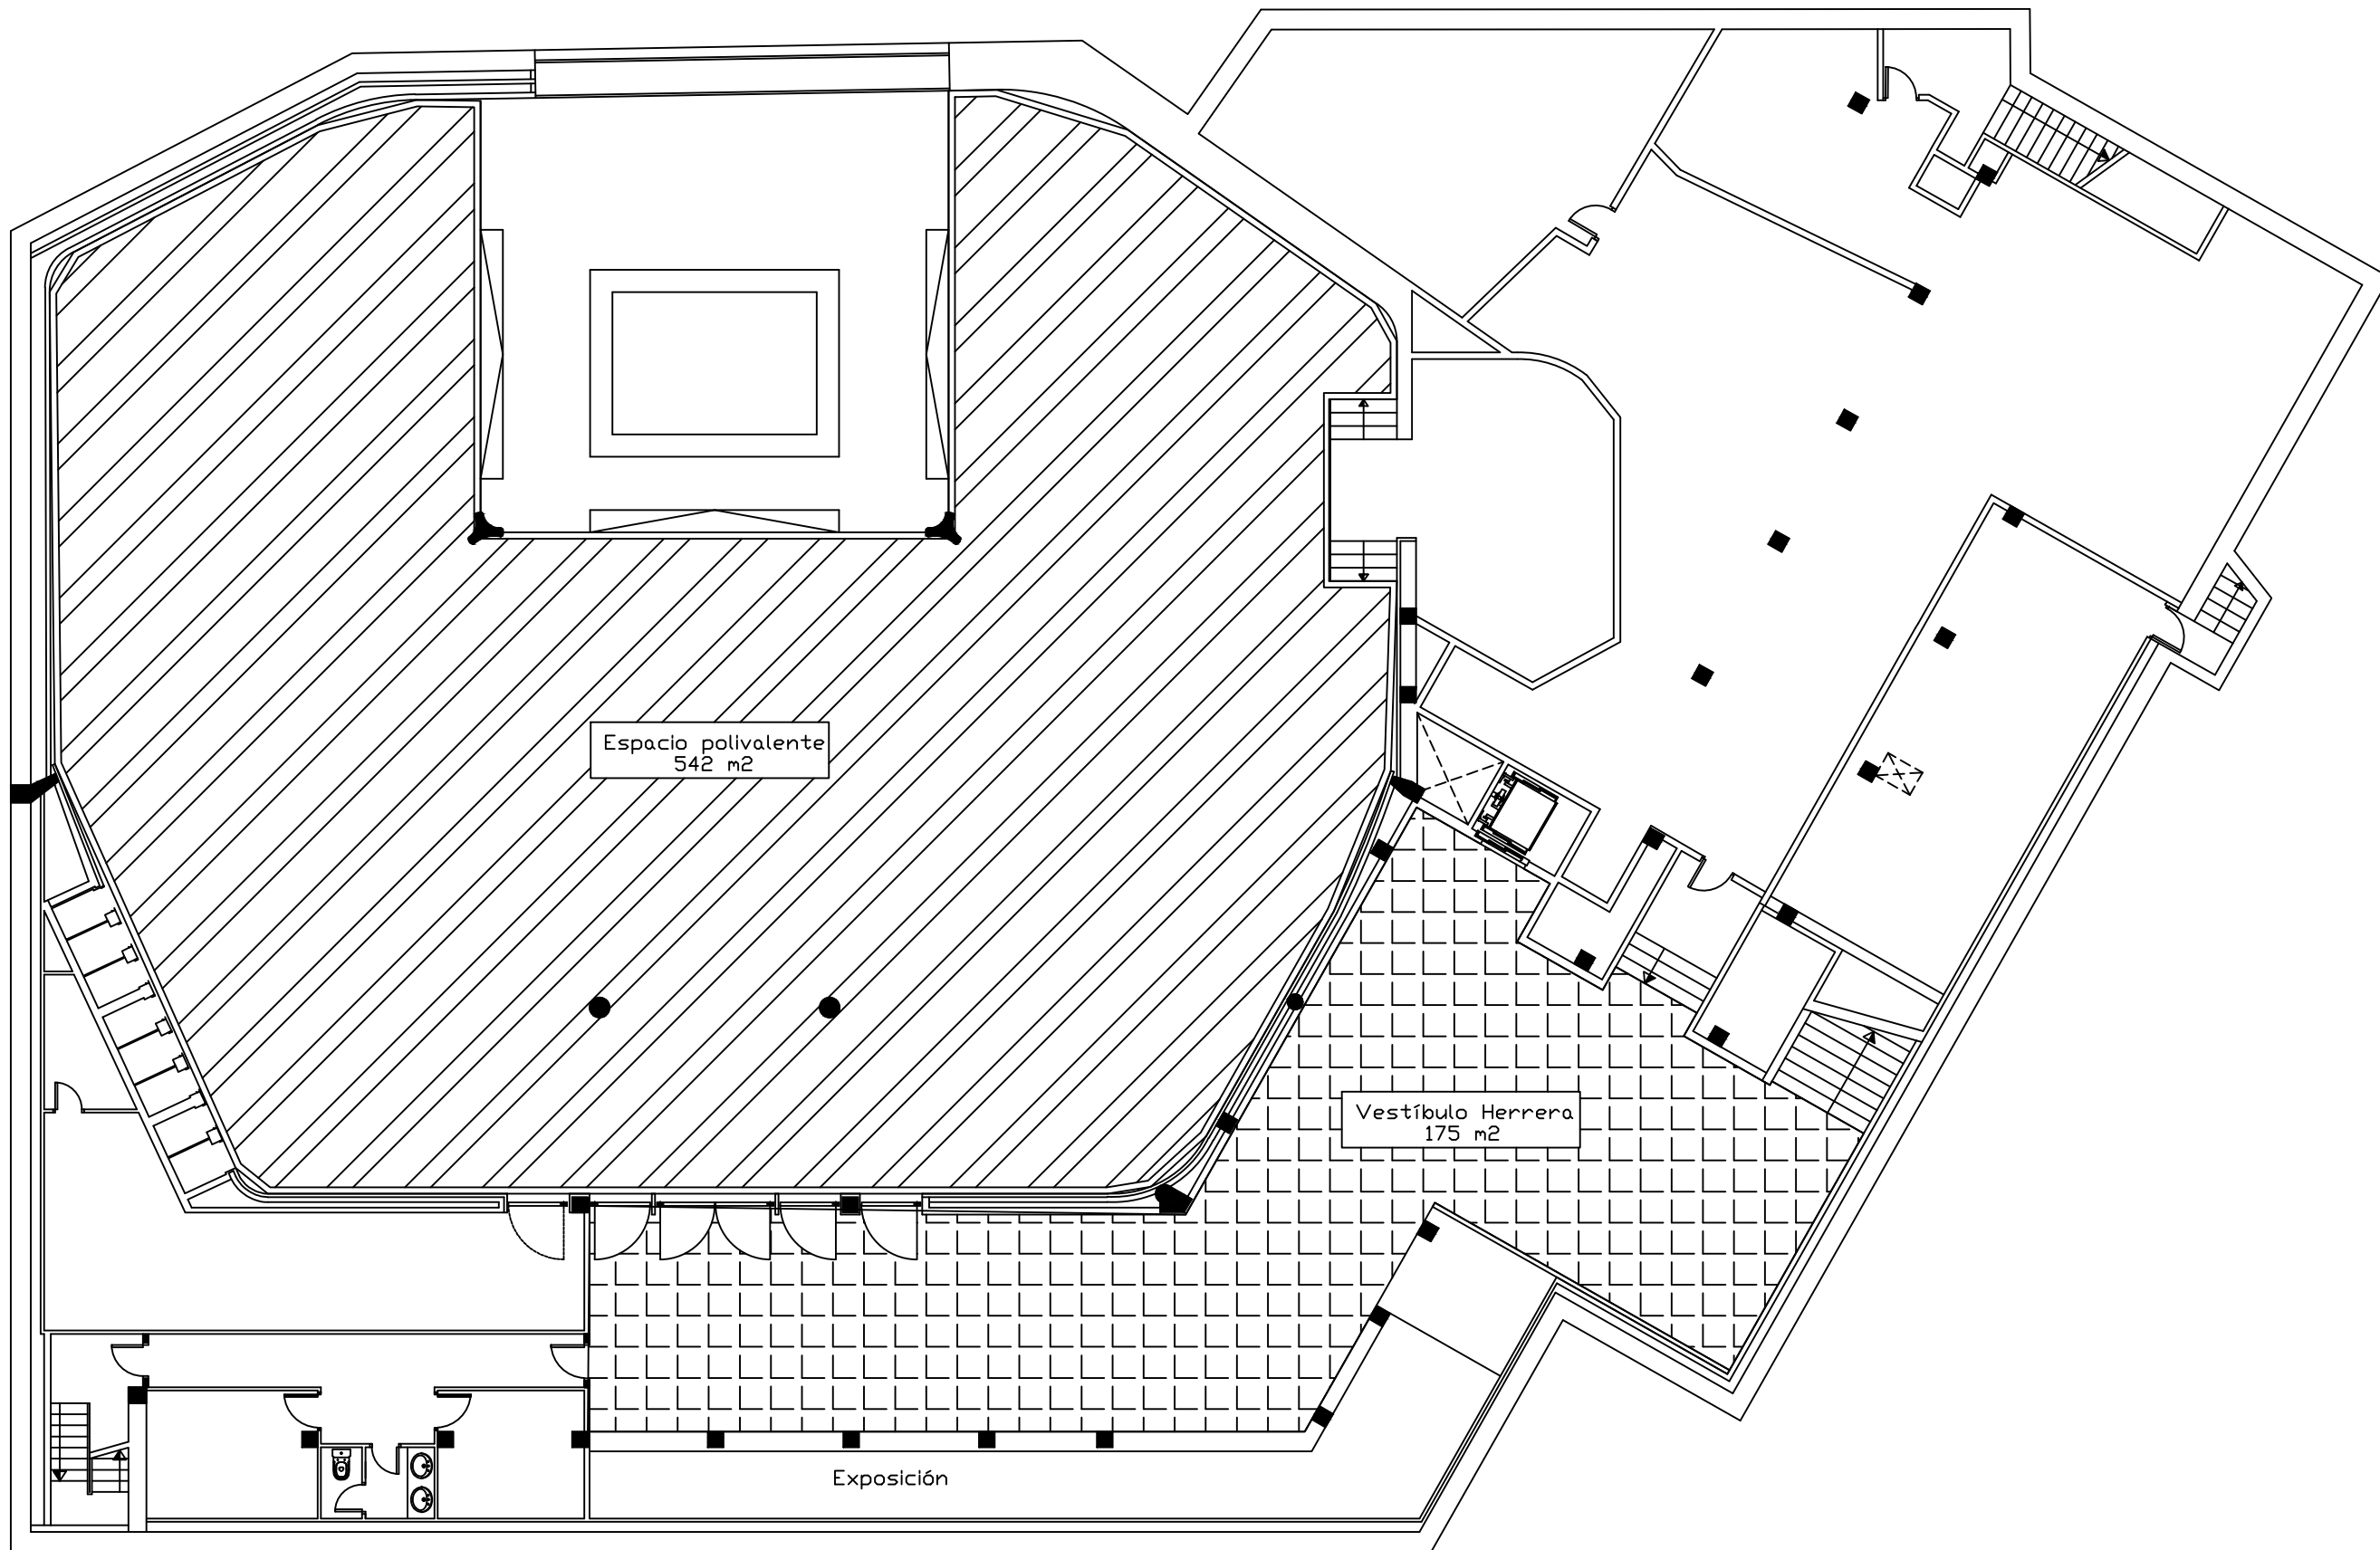 Espacio polivalente
542 m2
Vestíbulo Herrera
175 m2
Exposición